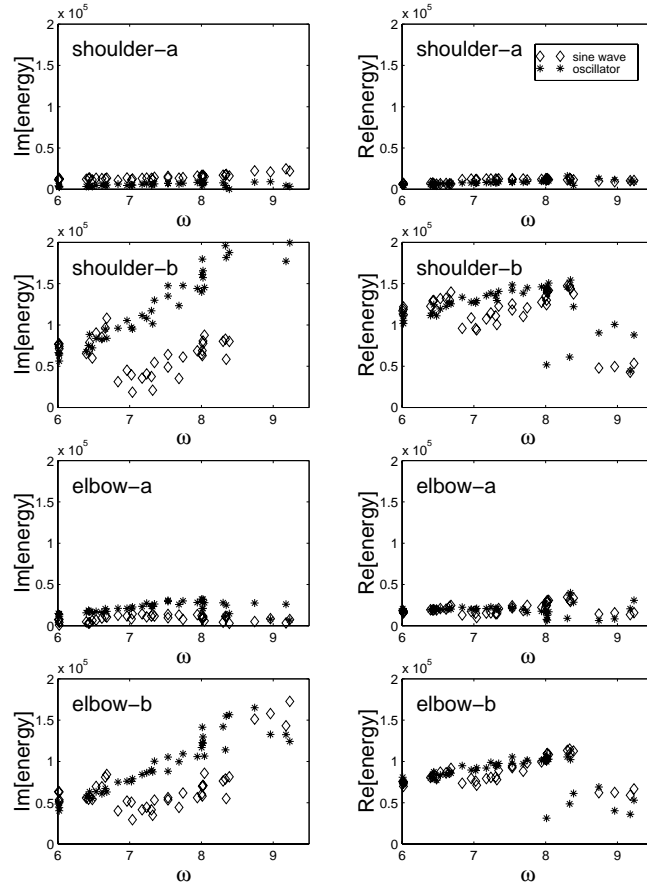 x 10^5
shoulder-a
Im[energy]
2
1.5
1
0.5
0
6 7 8 9
ω
x 10^5
shoulder-a
◇ sine wave
* oscillator
Re[energy]
2
1.5
1
0.5
0
6 7 8 9
ω
x 10^5
shoulder-b
Im[energy]
2
1.5
1
0.5
0
6 7 8 9
ω
x 10^5
shoulder-b
Re[energy]
2
1.5
1
0.5
0
6 7 8 9
ω
x 10^5
elbow-a
Im[energy]
2
1.5
1
0.5
0
6 7 8 9
ω
x 10^5
elbow-a
Re[energy]
2
1.5
1
0.5
0
6 7 8 9
ω
x 10^5
elbow-b
Im[energy]
2
1.5
1
0.5
0
6 7 8 9
ω
x 10^5
elbow-b
Re[energy]
2
1.5
1
0.5
0
6 7 8 9
ω